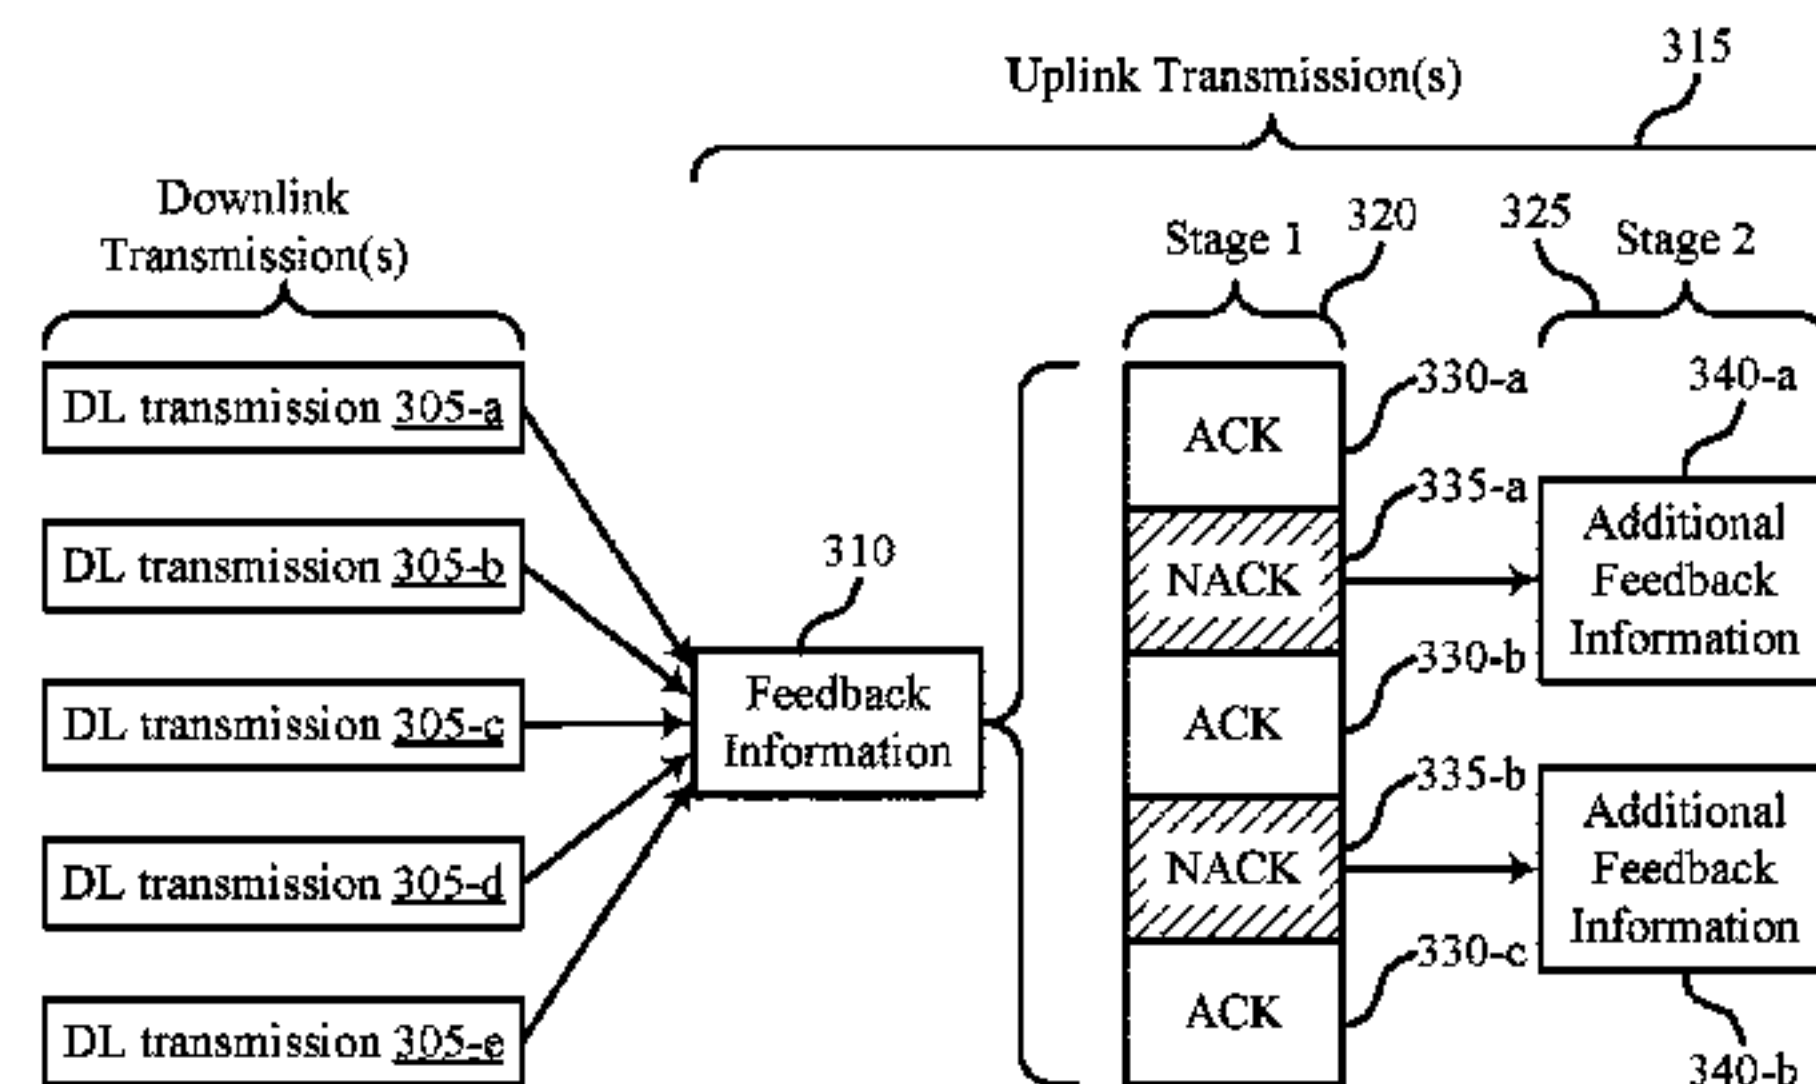 315
Uplink Transmission(s)
Downlink
Transmission(s)
Stage 1
320
325
Stage 2
DL transmission 305-a
DL transmission 305-b
DL transmission 305-c
DL transmission 305-d
DL transmission 305-e
310
Feedback
Information
ACK
NACK
ACK
NACK
ACK
330-a
335-a
330-b
335-b
330-c
340-a
Additional
Feedback
Information
Additional
Feedback
Information
340-b